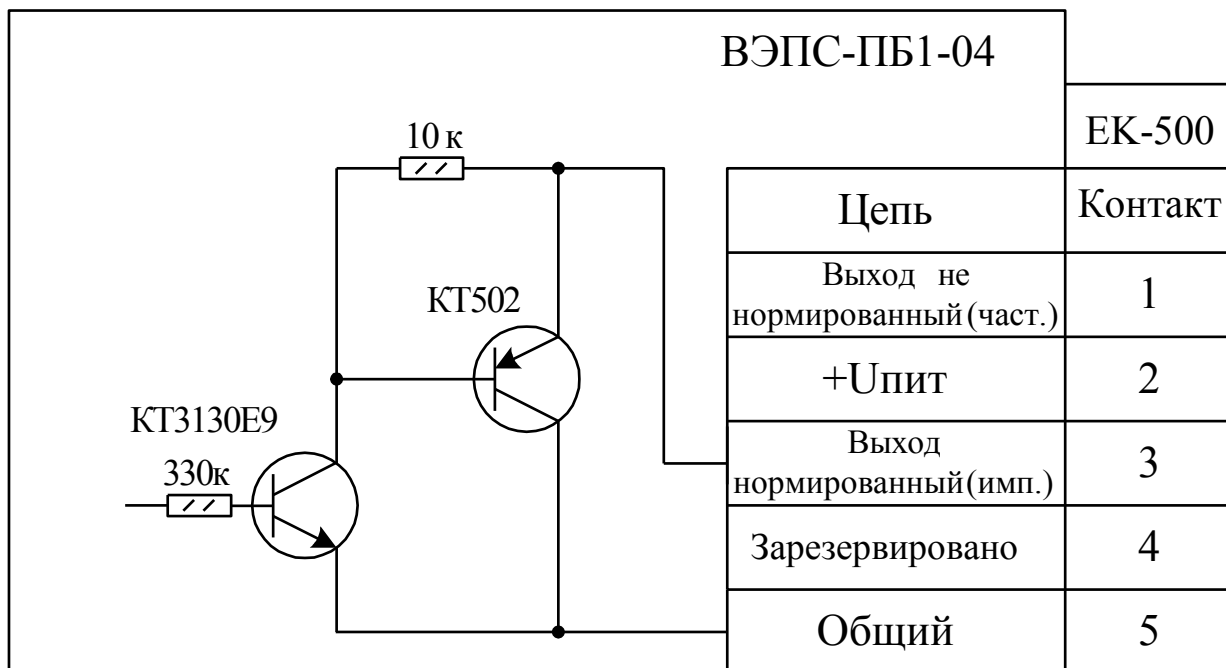 ВЭПС-ПБ1-04
EK-500
10 к
Цепь Контакт
Выход не
нормированный (част.) 1
КТ502
+Uпит 2
КТ3130Е9
Выход
нормированный (имп.) 3
330к
Зарезервировано 4
Общий 5